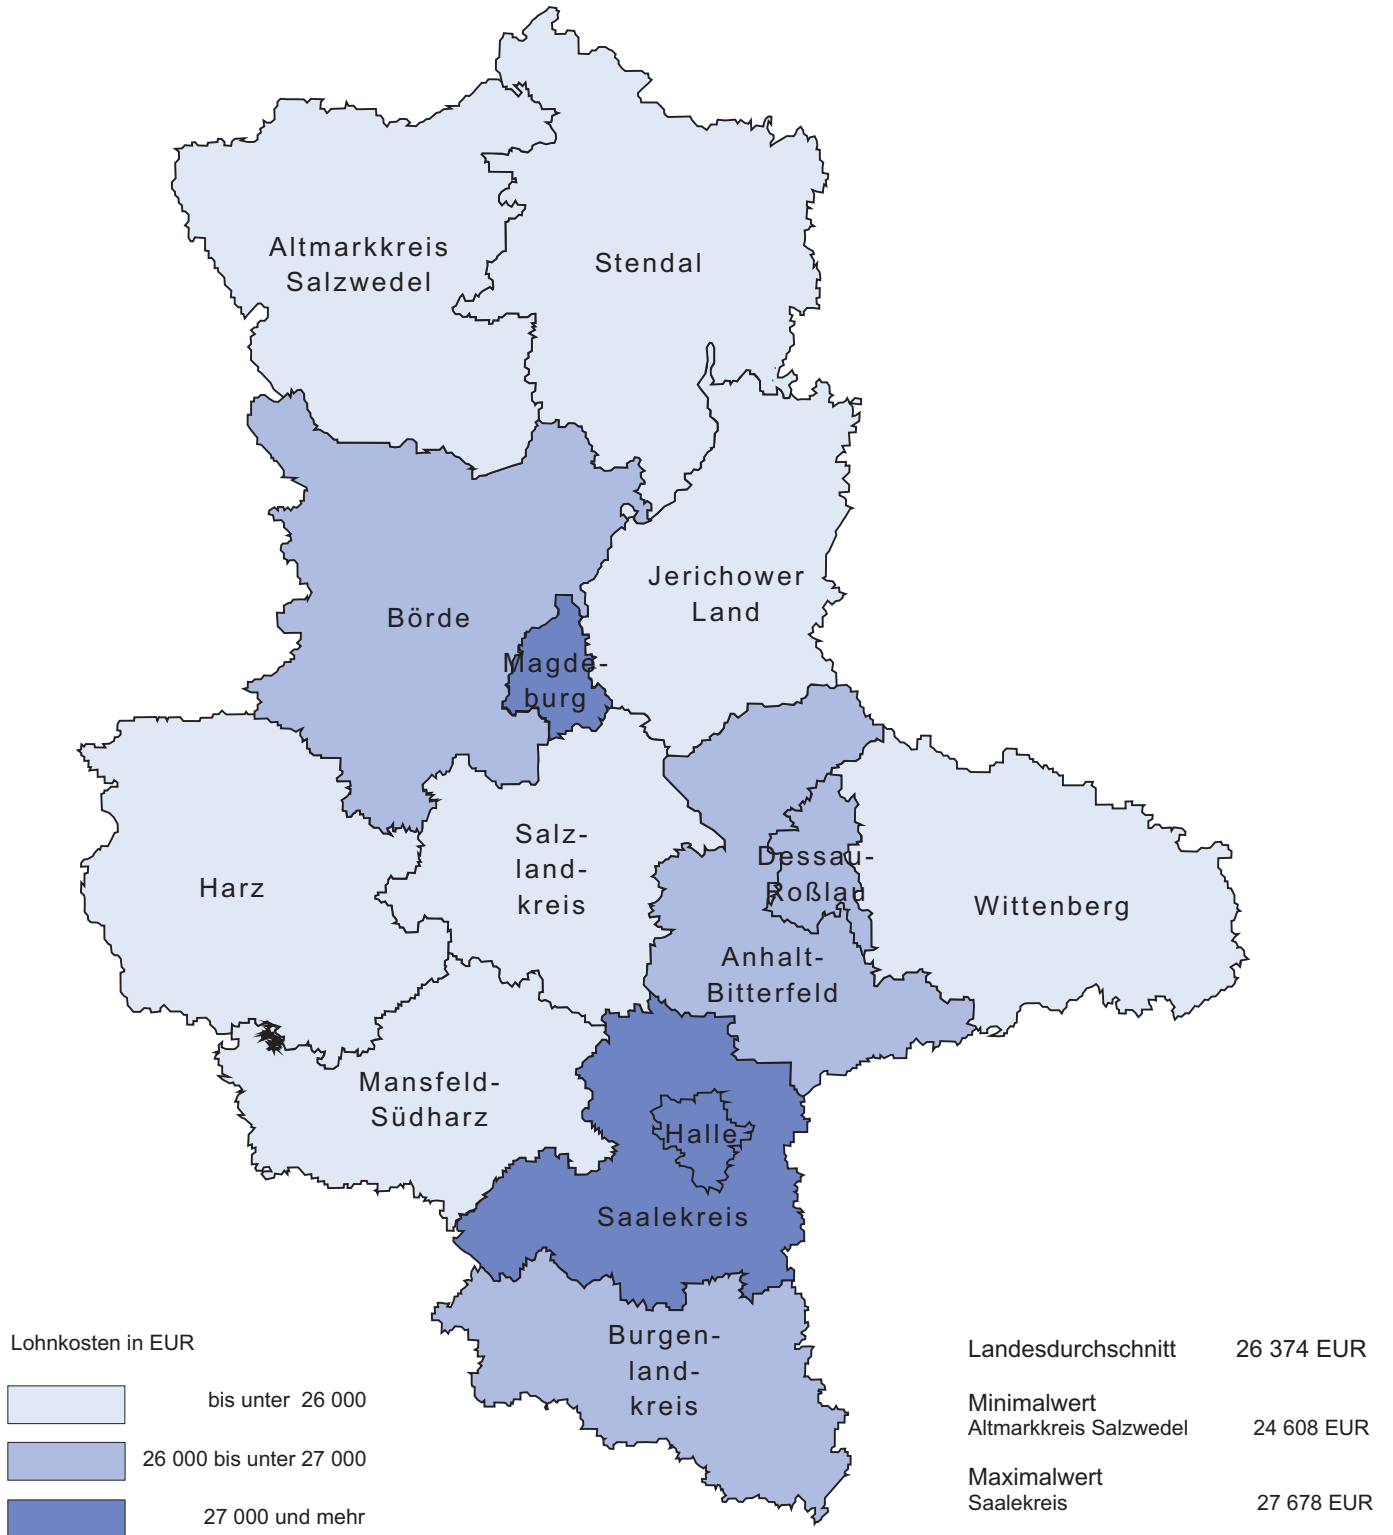 Altmarkkreis
Salzwedel
Stendal
Jerichower
Land
Börde
Magde-
burg
Salz-
land-
kreis
Harz
Dessau-
Roßlau
Wittenberg
Anhalt-
Bitterfeld
Mansfeld-
Südharz
Halle
Saalekreis
Burgen-
land-
kreis
Lohnkosten in EUR
bis unter 26 000
26 000 bis unter 27 000
27 000 und mehr
Landesdurchschnitt 26 374 EUR
Minimalwert
Altmarkkreis Salzwedel 24 608 EUR
Maximalwert
Saalekreis 27 678 EUR